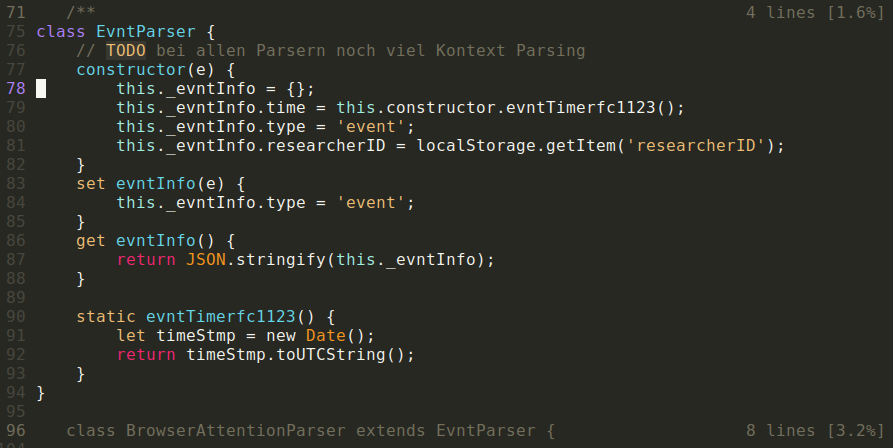 71    /** 4 lines [1.6%]
75 class EvntParser {
76     // TODO bei allen Parsern noch viel Kontext Parsing
77     constructor(e) {
78         this._evntInfo = {};
79         this._evntInfo.time = this.constructor.evntTimerfc1123();
80         this._evntInfo.type = 'event';
81         this._evntInfo.researcherID = localStorage.getItem('researcherID');
82     }
83     set evntInfo(e) {
84         this._evntInfo.type = 'event';
85     }
86     get evntInfo() {
87         return JSON.stringify(this._evntInfo);
88     }
89
90     static evntTimerfc1123() {
91         let timeStmp = new Date();
92         return timeStmp.toUTCString();
93     }
94 }
95
96    class BrowserAttentionParser extends EvntParser { 8 lines [3.2%]